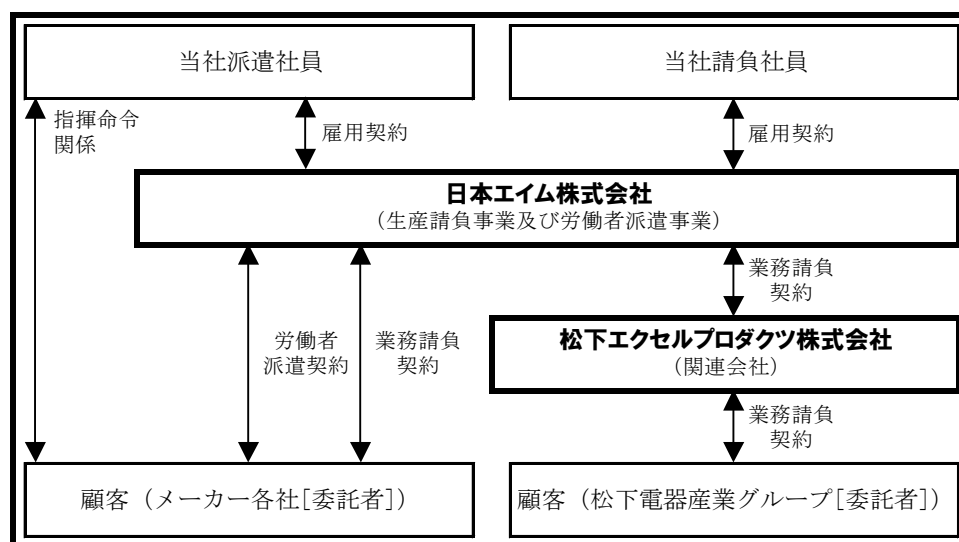 当社派遣社員
当社請負社員
指揮命令
関係
雇用契約
雇用契約
日本エイム株式会社
(生産請負事業及び労働者派遣事業)
業務請負
契約
労働者
派遣契約
業務請負
契約
松下エクセルプロダクツ株式会社
(関連会社)
業務請負
契約
顧客(メーカー各社[委託者])
顧客(松下電器産業グループ[委託者])